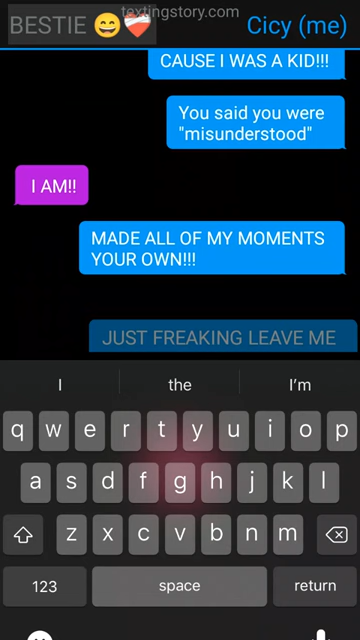 textingstory.com
BESTIE 😄❤️‍🩹 Cicy (me)
CAUSE I WAS A KID!!!
You said you were
"misunderstood"
I AM!!
MADE ALL OF MY MOMENTS
YOUR OWN!!!
JUST FREAKING LEAVE ME
I the I'm
q w e r t y u i o p
a s d f g h j k l
z x c v b n m
123 space return